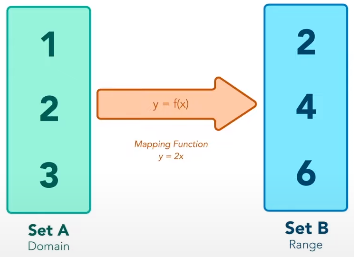 1
2
3
Set A
Domain
y = f(x)
Mapping Function
y = 2x
2
4
6
Set B
Range